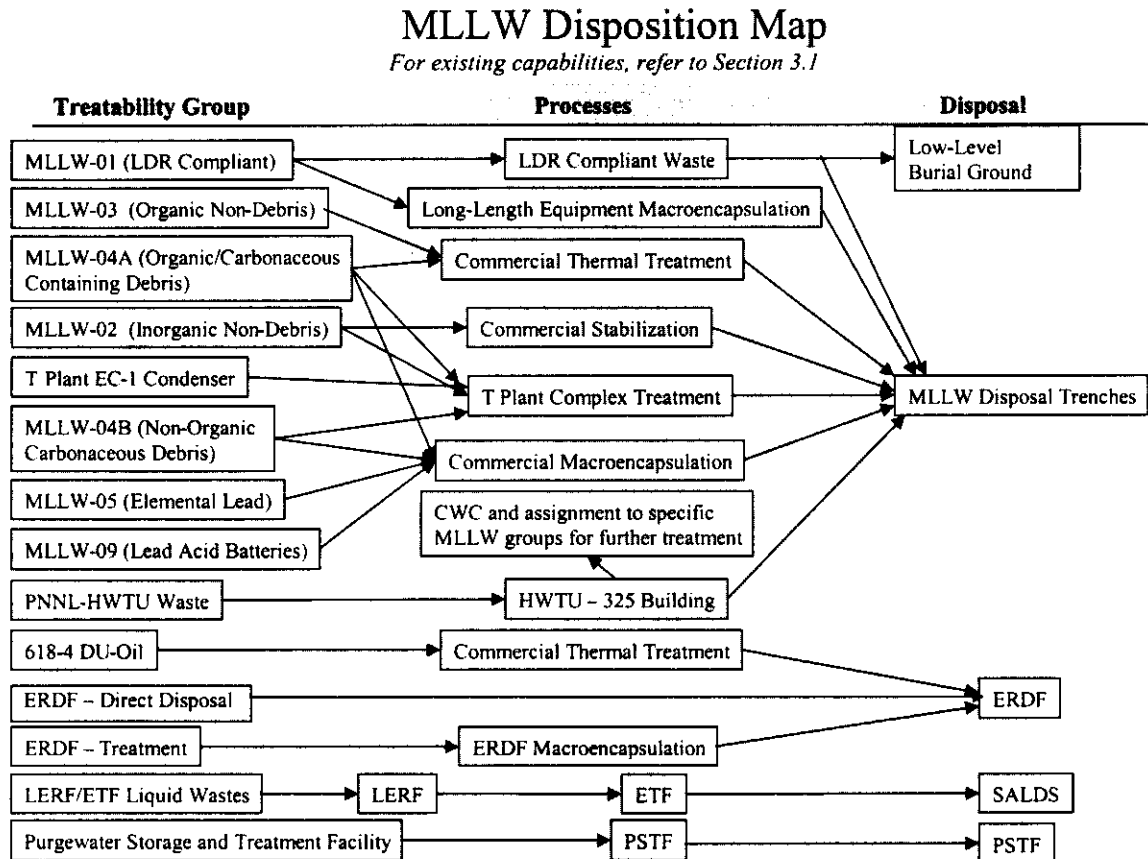 MLLW Disposition Map
For existing capabilities, refer to Section 3.1
Treatability Group
Processes
Disposal
MLLW-01 (LDR Compliant)
LDR Compliant Waste
Low-Level
Burial Ground
MLLW-03 (Organic Non-Debris)
Long-Length Equipment Macroencapsulation
MLLW-04A (Organic/Carbonaceous
Containing Debris)
Commercial Thermal Treatment
MLLW-02 (Inorganic Non-Debris)
Commercial Stabilization
T Plant EC-1 Condenser
T Plant Complex Treatment
MLLW Disposal Trenches
MLLW-04B (Non-Organic
Carbonaceous Debris)
Commercial Macroencapsulation
MLLW-05 (Elemental Lead)
CWC and assignment to specific
MLLW groups for further treatment
MLLW-09 (Lead Acid Batteries)
PNNL-HWTU Waste
HWTU – 325 Building
618-4 DU-Oil
Commercial Thermal Treatment
ERDF – Direct Disposal
ERDF
ERDF – Treatment
ERDF Macroencapsulation
LERF/ETF Liquid Wastes
LERF
ETF
SALDS
Purgewater Storage and Treatment Facility
PSTF
PSTF